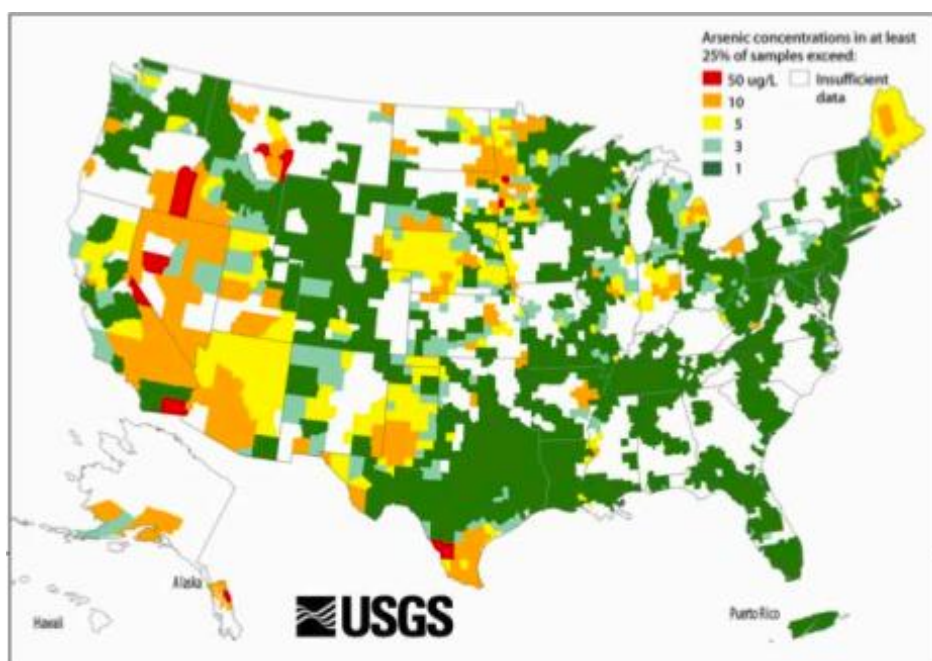 Arsenic concentrations in at least
25% of samples exceed:
50 ug/L Insufficient
10 data
5
3
1
Alaska
Hawaii
USGS
Puerto Rico